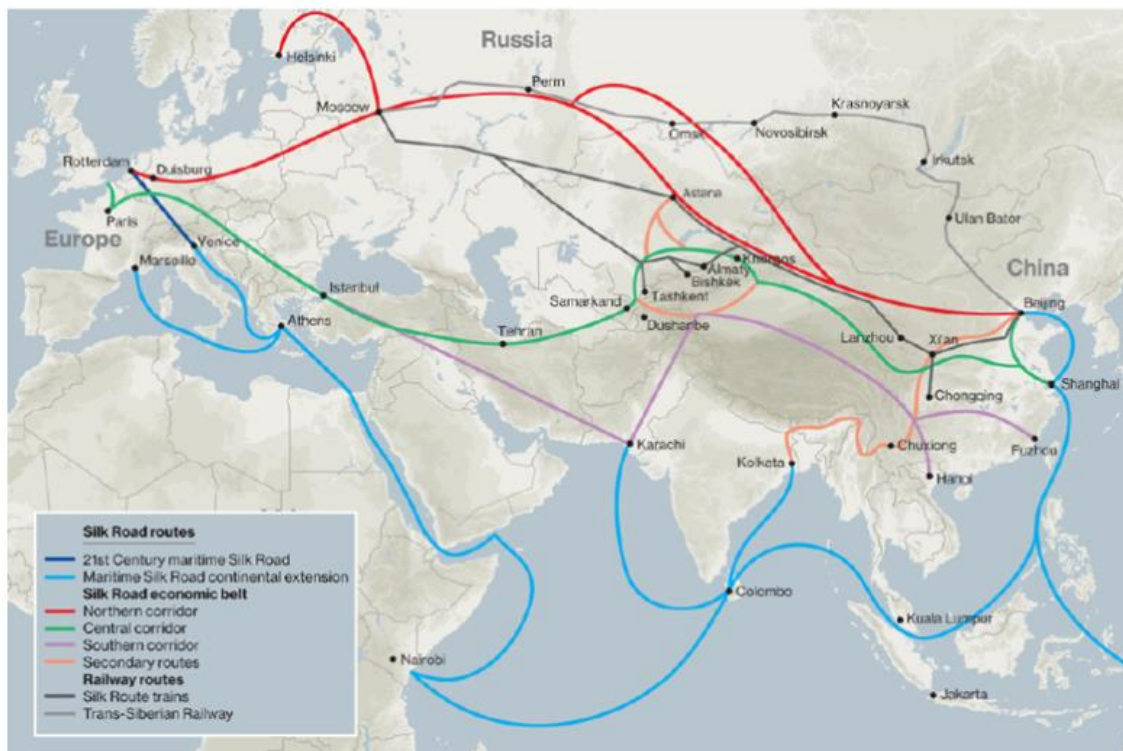 Russia
Helsinki
Perm
Moscow
Krasnoyarsk
Omsk
Novosibirsk
Irkutsk
Rotterdam
Duisburg
Astana
Ulan Bator
Paris
Europe
Venice
Marseille
Khorgos
Almaty
Bishkek
China
Istanbul
Samarkand
Tashkent
Beijing
Athens
Tehran
Dushanbe
Lanzhou
Xi'an
Shanghai
Chongqing
Karachi
Chuxiong
Fuzhou
Kolkata
Hanoi
Silk Road routes
21st Century maritime Silk Road
Maritime Silk Road continental extension
Silk Road economic belt
Northern corridor
Central corridor
Southern corridor
Secondary routes
Railway routes
Silk Route trains
Trans-Siberian Railway
Colombo
Kuala Lumpur
Nairobi
Jakarta